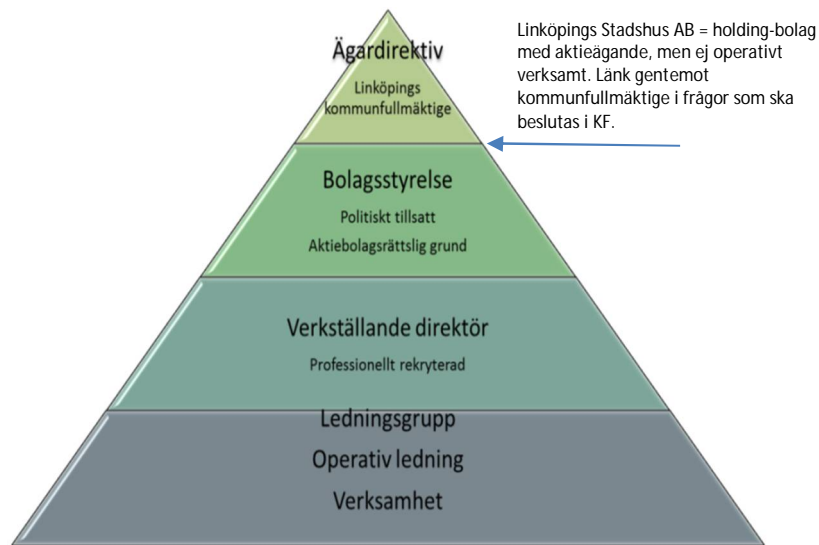 Ägardirektiv
Linköpings
kommunfullmäktige
Linköpings Stadshus AB = holding-bolag
med aktieägande, men ej operativt
verksamt. Länk gentemot
kommunfullmäktige i frågor som ska
beslutas i KF.
Bolagsstyrelse
Politiskt tillsatt
Aktiebolagsrättslig grund
Verkställande direktör
Professionellt rekryterad
Ledningsgrupp
Operativ ledning
Verksamhet